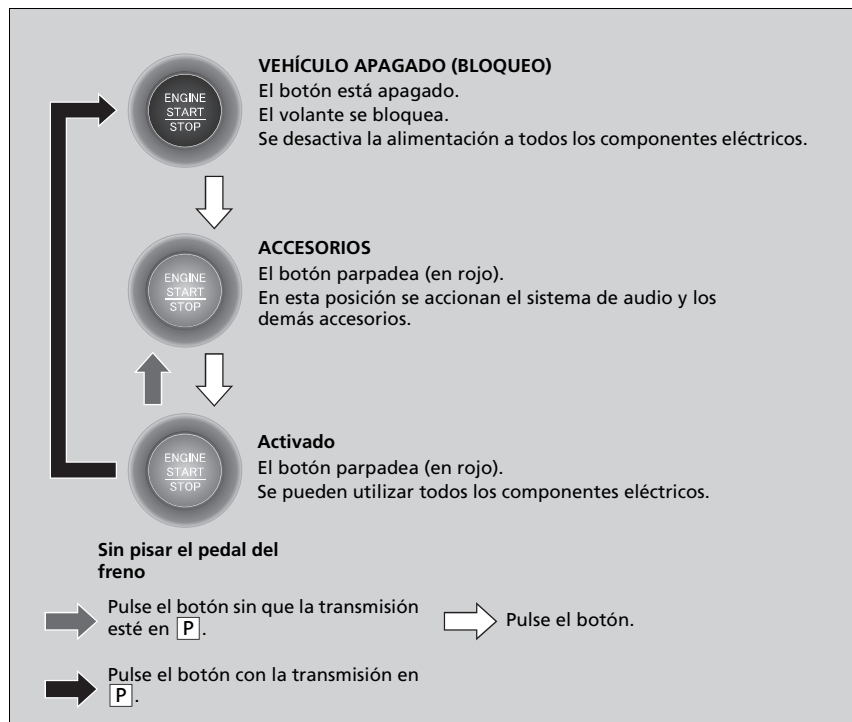 ENGINE
START
STOP
VEHÍCULO APAGADO (BLOQUEO)
El botón está apagado.
El volante se bloquea.
Se desactiva la alimentación a todos los componentes eléctricos.
ENGINE
START
STOP
ACCESORIOS
El botón parpadea (en rojo).
En esta posición se accionan el sistema de audio y los
demás accesorios.
ENGINE
START
STOP
Activado
El botón parpadea (en rojo).
Se pueden utilizar todos los componentes eléctricos.
Sin pisar el pedal del
freno
Pulse el botón sin que la transmisión
esté en P.
Pulse el botón.
Pulse el botón con la transmisión en
P.